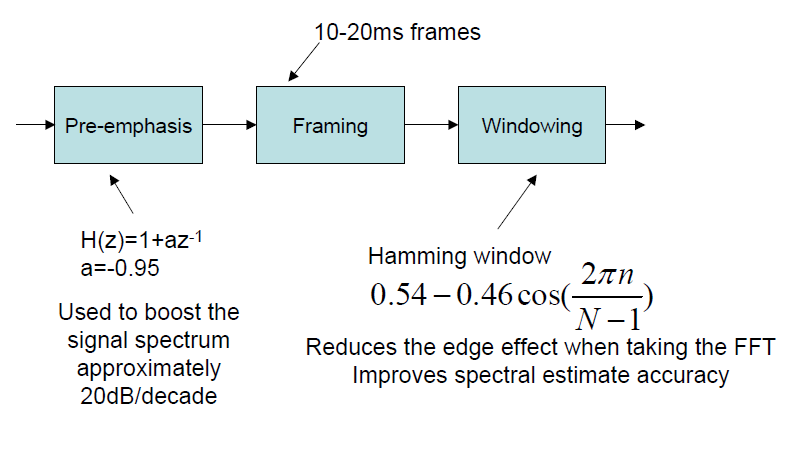 10-20ms frames
Pre-emphasis
Framing
Windowing
H(z)=1+az⁻¹
a=-0.95
Used to boost the
signal spectrum
approximately
20dB/decade
Hamming window
0.54 – 0.46 cos(2πn / N – 1)
Reduces the edge effect when taking the FFT
Improves spectral estimate accuracy